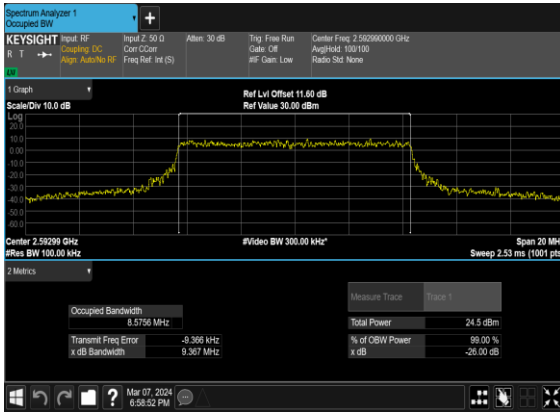 Spectrum Analyzer 1
Occupied BW
+
KEYSIGHT
R T
LW
Input: RF
Coupling: DC
Align: Auto/No RF
Input Z: 50 Ω
Corr CCorr
Freq Ref: Int (S)
Atten: 30 dB
Trig: Free Run
Gate: Off
#IF Gain: Low
Center Freq: 2.592990000 GHz
Avg|Hold: 100/100
Radio Std: None
1 Graph
Scale/Div 10.0 dB
Ref Lvl Offset 11.60 dB
Ref Value 30.00 dBm
Log
20.0
10.0
0.00
-10.0
-20.0
-30.0
-40.0
-50.0
-60.0
Center 2.59299 GHz
#Res BW 100.00 kHz
#Video BW 300.00 kHz*
Span 20 MH
Sweep 2.53 ms (1001 pts
2 Metrics
Measure Trace Trace 1
Occupied Bandwidth
8.5756 MHz
Total Power 24.5 dBm
Transmit Freq Error -9.366 kHz
x dB Bandwidth 9.367 MHz
% of OBW Power 99.00 %
x dB -26.00 dB
?
Mar 07, 2024
6:58:52 PM